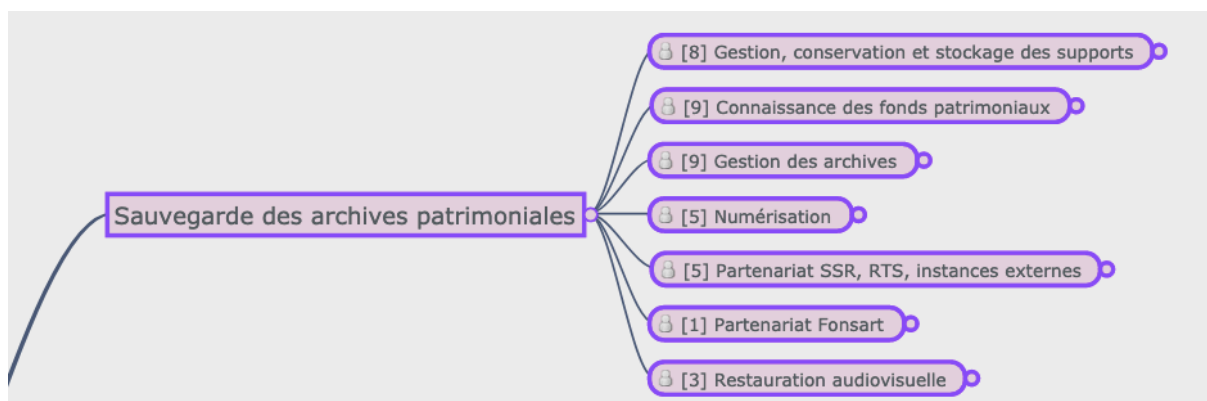 [8] Gestion, conservation et stockage des supports
[9] Connaissance des fonds patrimoniaux
[9] Gestion des archives
Sauvegarde des archives patrimoniales
[5] Numérisation
[5] Partenariat SSR, RTS, instances externes
[1] Partenariat Fonsart
[3] Restauration audiovisuelle